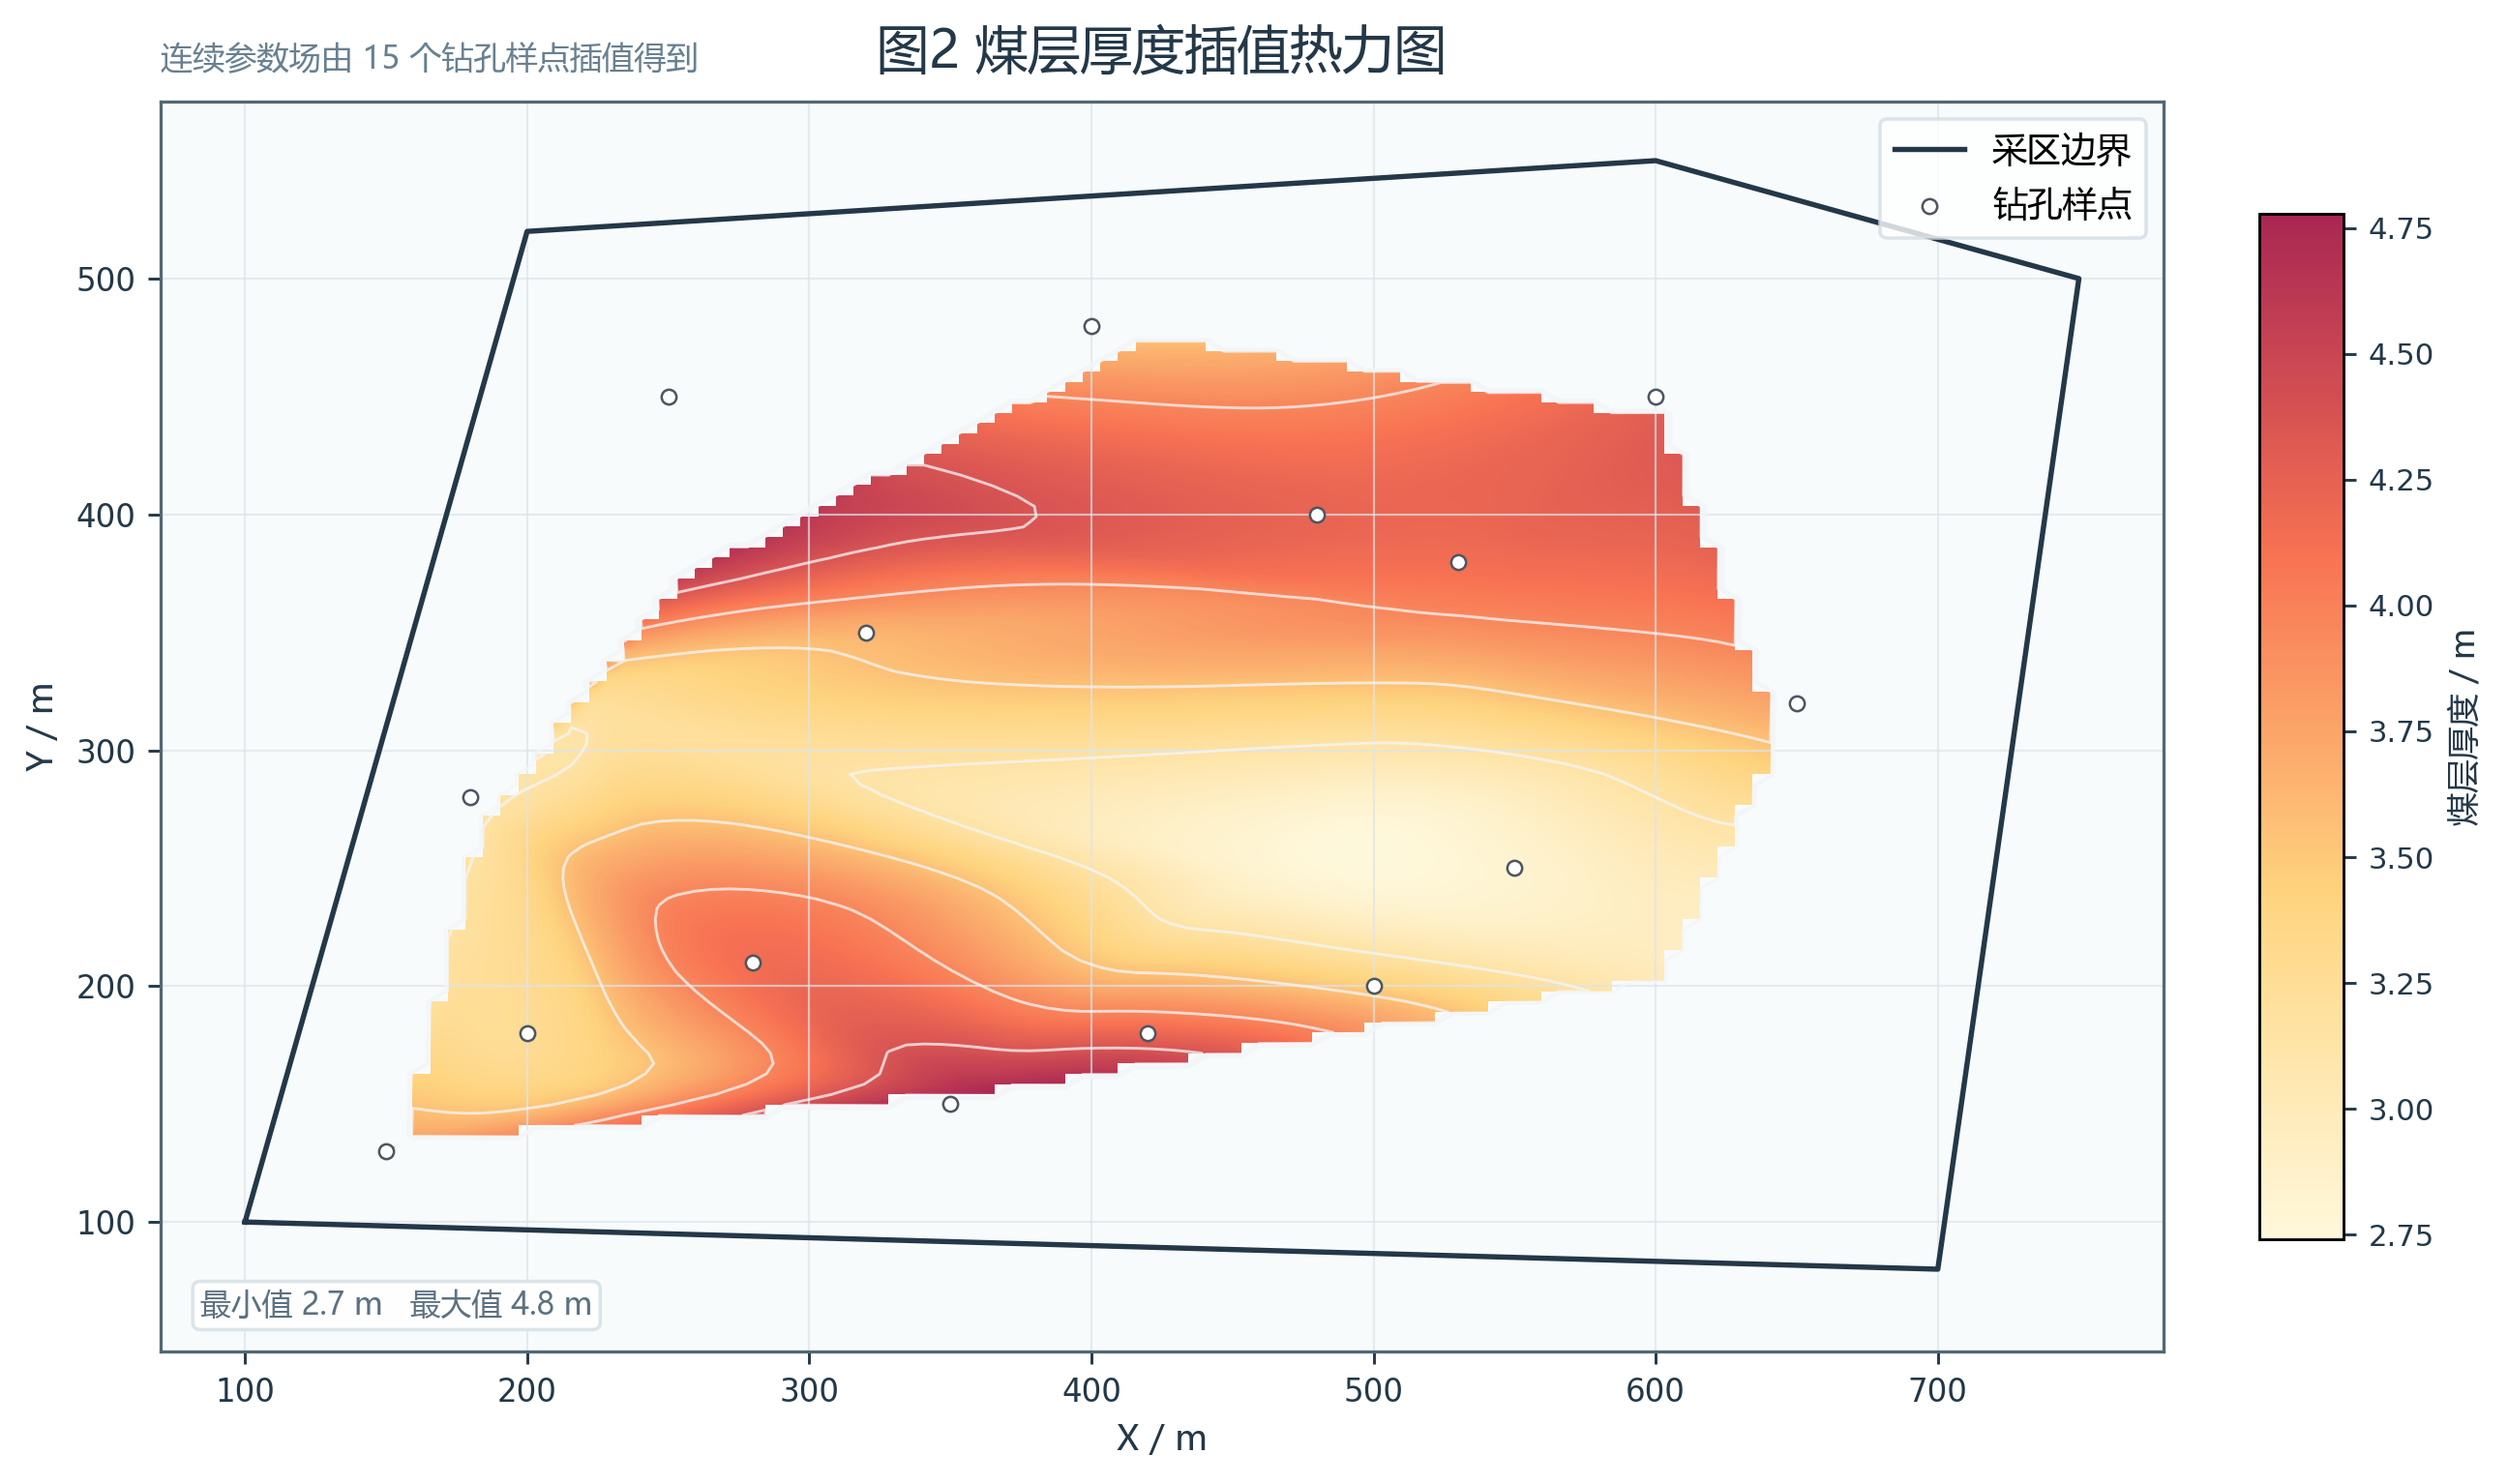 图2 煤层厚度插值热力图
连续参数场由 15 个钻孔样点插值得到
采区边界
钻孔样点
Y / m
500
400
300
200
100
最小值 2.7 m 最大值 4.8 m
100 200 300 400 500 600 700
X / m
4.75
4.50
4.25
4.00
3.75
3.50
3.25
3.00
2.75
煤层厚度 / m